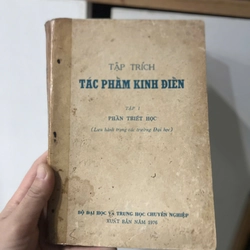 TẬP TRÍCH
TÁC PHẨM KINH ĐIỂN
TẬP I
PHẦN TRIẾT HỌC
(Lưu hành trong các trường Đại học)
BỘ ĐẠI HỌC VÀ TRUNG HỌC CHUYÊN NGHIỆP
XUẤT BẢN NĂM 1976